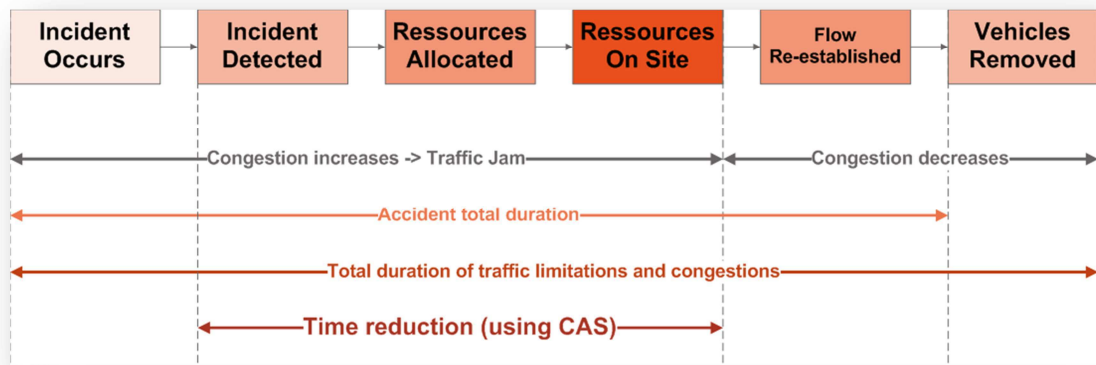 Incident
Occurs
Incident
Detected
Ressources
Allocated
Ressources
On Site
Flow
Re-established
Vehicles
Removed
Congestion increases -> Traffic Jam
Congestion decreases
Accident total duration
Total duration of traffic limitations and congestions
Time reduction (using CAS)